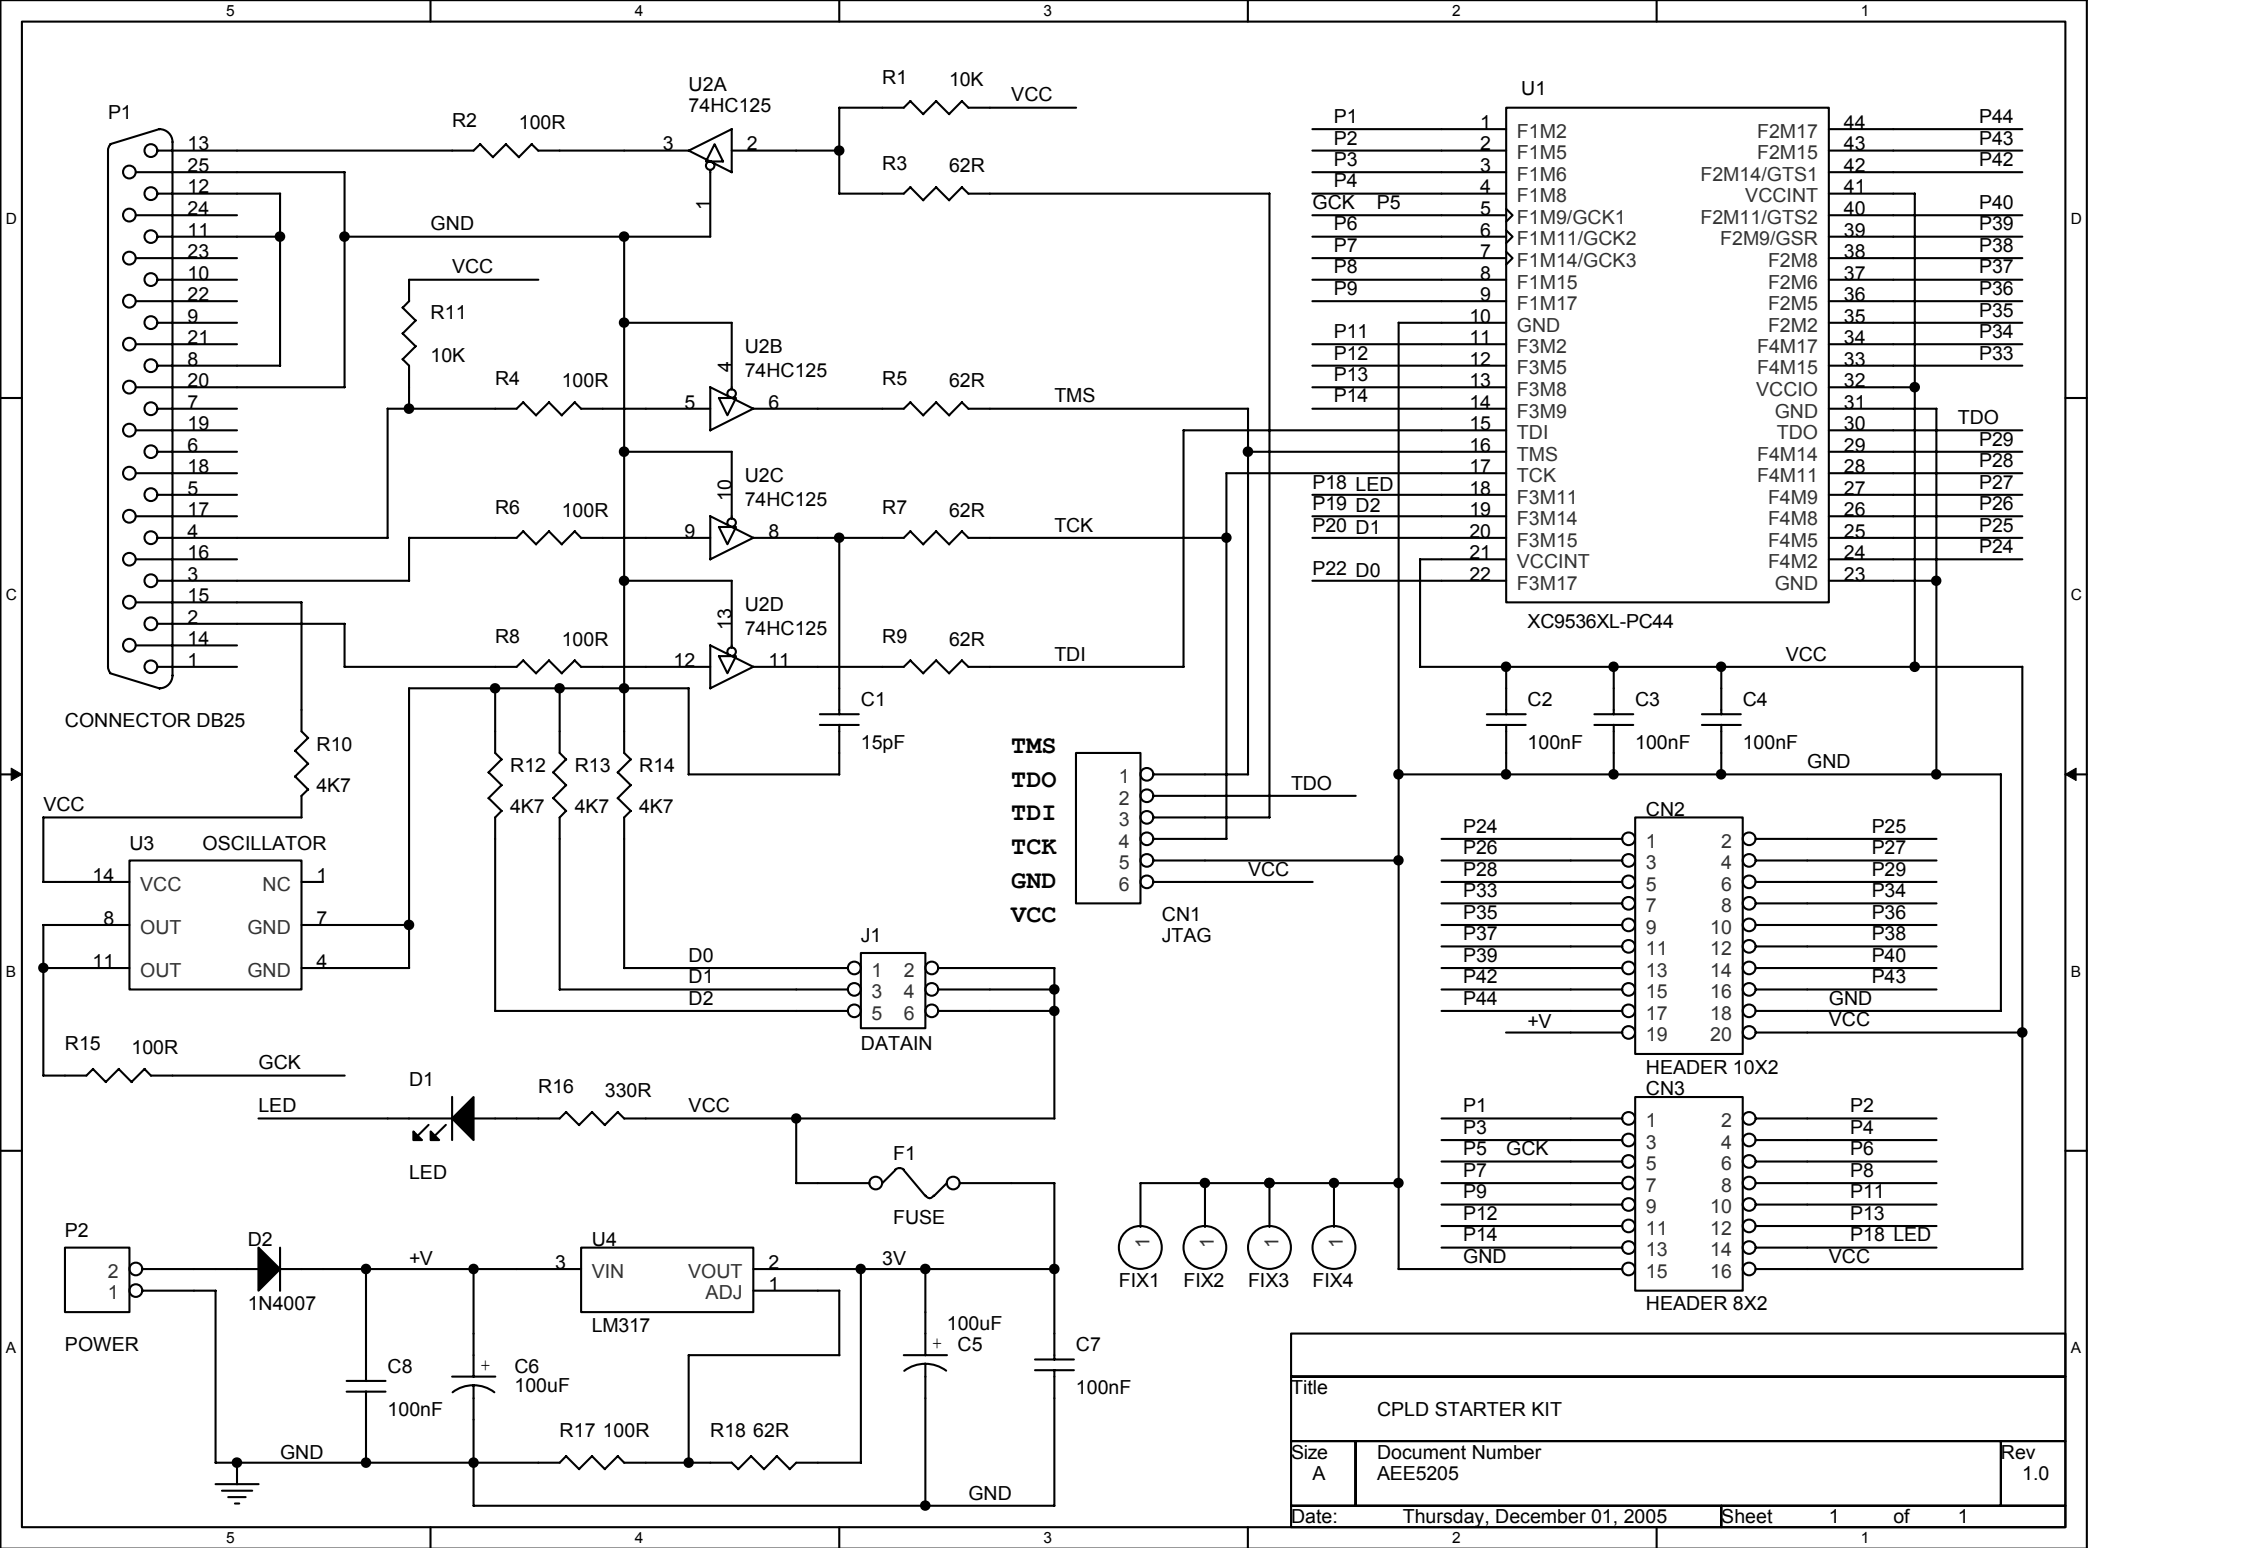 5 4 3 2 1
D
C
B
A
D
C
B
A
P1
13
25
12
24
11
23
10
22
9
21
8
20
7
19
6
18
5
17
4
16
3
15
2
14
1
CONNECTOR DB25
R2 100R
U2A
74HC125
3 2
1
R1 10K VCC
R3 62R
GND
VCC
R11
10K
R4 100R
U2B
74HC125
4
5 6
R5 62R TMS
R6 100R
U2C
74HC125
10
9 8
R7 62R TCK
R8 100R
U2D
74HC125
13
12 11
R9 62R TDI
C1
15pF
R10
4K7
R12 R13 R14
4K7 4K7 4K7
VCC
U3 OSCILLATOR
14 VCC NC 1
8 OUT GND 7
11 OUT GND 4
R15 100R GCK
D0
D1
D2
J1
1 2
3 4
5 6
DATAIN
LED
D1
LED
R16 330R VCC
F1
FUSE
P2
2
1
POWER
D2
1N4007
+V
U4
3 VIN VOUT 2
ADJ 1
LM317
3V
C8
100nF
+ C6
100uF
100uF
+ C5
C7
100nF
R17 100R R18 62R
GND
GND
TMS
TDO
TDI
TCK
GND
VCC
1
2
3
4
5
6
TDO
VCC
CN1
JTAG
1 1 1 1
FIX1 FIX2 FIX3 FIX4
U1
P1 1 F1M2 F2M17 44 P44
P2 2 F1M5 F2M15 43 P43
P3 3 F1M6 F2M14/GTS1 42 P42
P4 4 F1M8 VCCINT 41
GCK P5 5 F1M9/GCK1 F2M11/GTS2 40 P40
P6 6 F1M11/GCK2 F2M9/GSR 39 P39
P7 7 F1M14/GCK3 F2M8 38 P38
P8 8 F1M15 F2M6 37 P37
P9 9 F1M17 F2M5 36 P36
10 GND F2M2 35 P35
P11 11 F3M2 F4M17 34 P34
P12 12 F3M5 F4M15 33 P33
P13 13 F3M8 VCCIO 32
P14 14 F3M9 GND 31
15 TDI TDO 30 TDO
16 TMS F4M14 29 P29
17 TCK F4M11 28 P28
P18 LED 18 F3M11 F4M9 27 P27
P19 D2 19 F3M14 F4M8 26 P26
P20 D1 20 F3M15 F4M5 25 P25
21 VCCINT F4M2 24 P24
P22 D0 22 F3M17 GND 23
XC9536XL-PC44
VCC
C2 C3 C4
100nF 100nF 100nF
GND
CN2
P24 1 2 P25
P26 3 4 P27
P28 5 6 P29
P33 7 8 P34
P35 9 10 P36
P37 11 12 P38
P39 13 14 P40
P42 15 16 P43
P44 17 18 GND
+V 19 20 VCC
HEADER 10X2
CN3
P1 1 2 P2
P3 3 4 P4
P5 GCK 5 6 P6
P7 7 8 P8
P9 9 10 P11
P12 11 12 P13
P14 13 14 P18 LED
GND 15 16 VCC
HEADER 8X2
Title
CPLD STARTER KIT
Size Document Number Rev
A AEE5205 1.0
Date: Thursday, December 01, 2005 Sheet 1 of 1
5 4 3 2 1